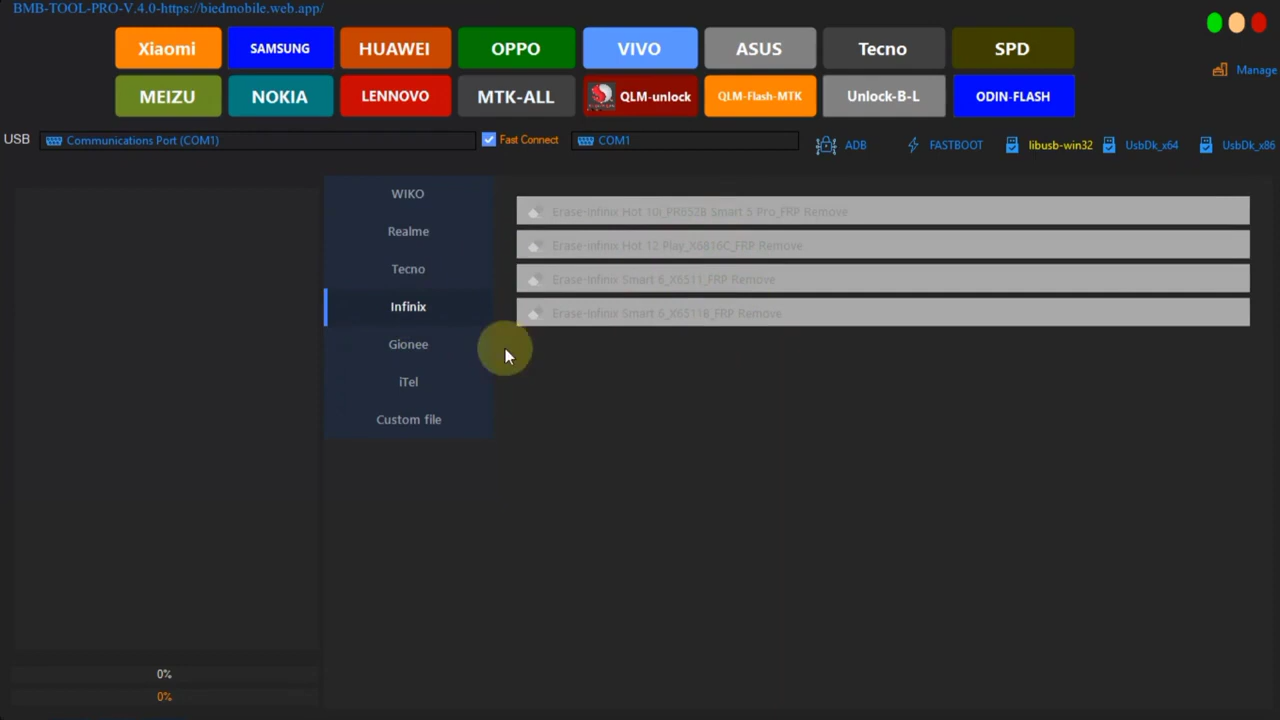 BMB-TOOL-PRO-V.4.0-https://biedmobile.web.app/
Xiaomi SAMSUNG HUAWEI OPPO VIVO ASUS Tecno SPD
Manage
MEIZU NOKIA LENNOVO MTK-ALL QLM-unlock QLM-Flash-MTK Unlock-B-L ODIN-FLASH
USB Communications Port (COM1) Fast Connect COM1 ADB FASTBOOT libusb-win32 UsbDk_x64 UsbDk_x86
WIKO
Realme
Tecno
Infinix
Gionee
iTel
Custom file
Erase-Infinix Hot 10i_PR652B Smart 5 Pro_FRP Remove
Erase-Infinix Hot 12 Play_X6816C_FRP Remove
Erase-Infinix Smart 6_X6511_FRP Remove
Erase-Infinix Smart 6_X6511B_FRP Remove
0%
0%